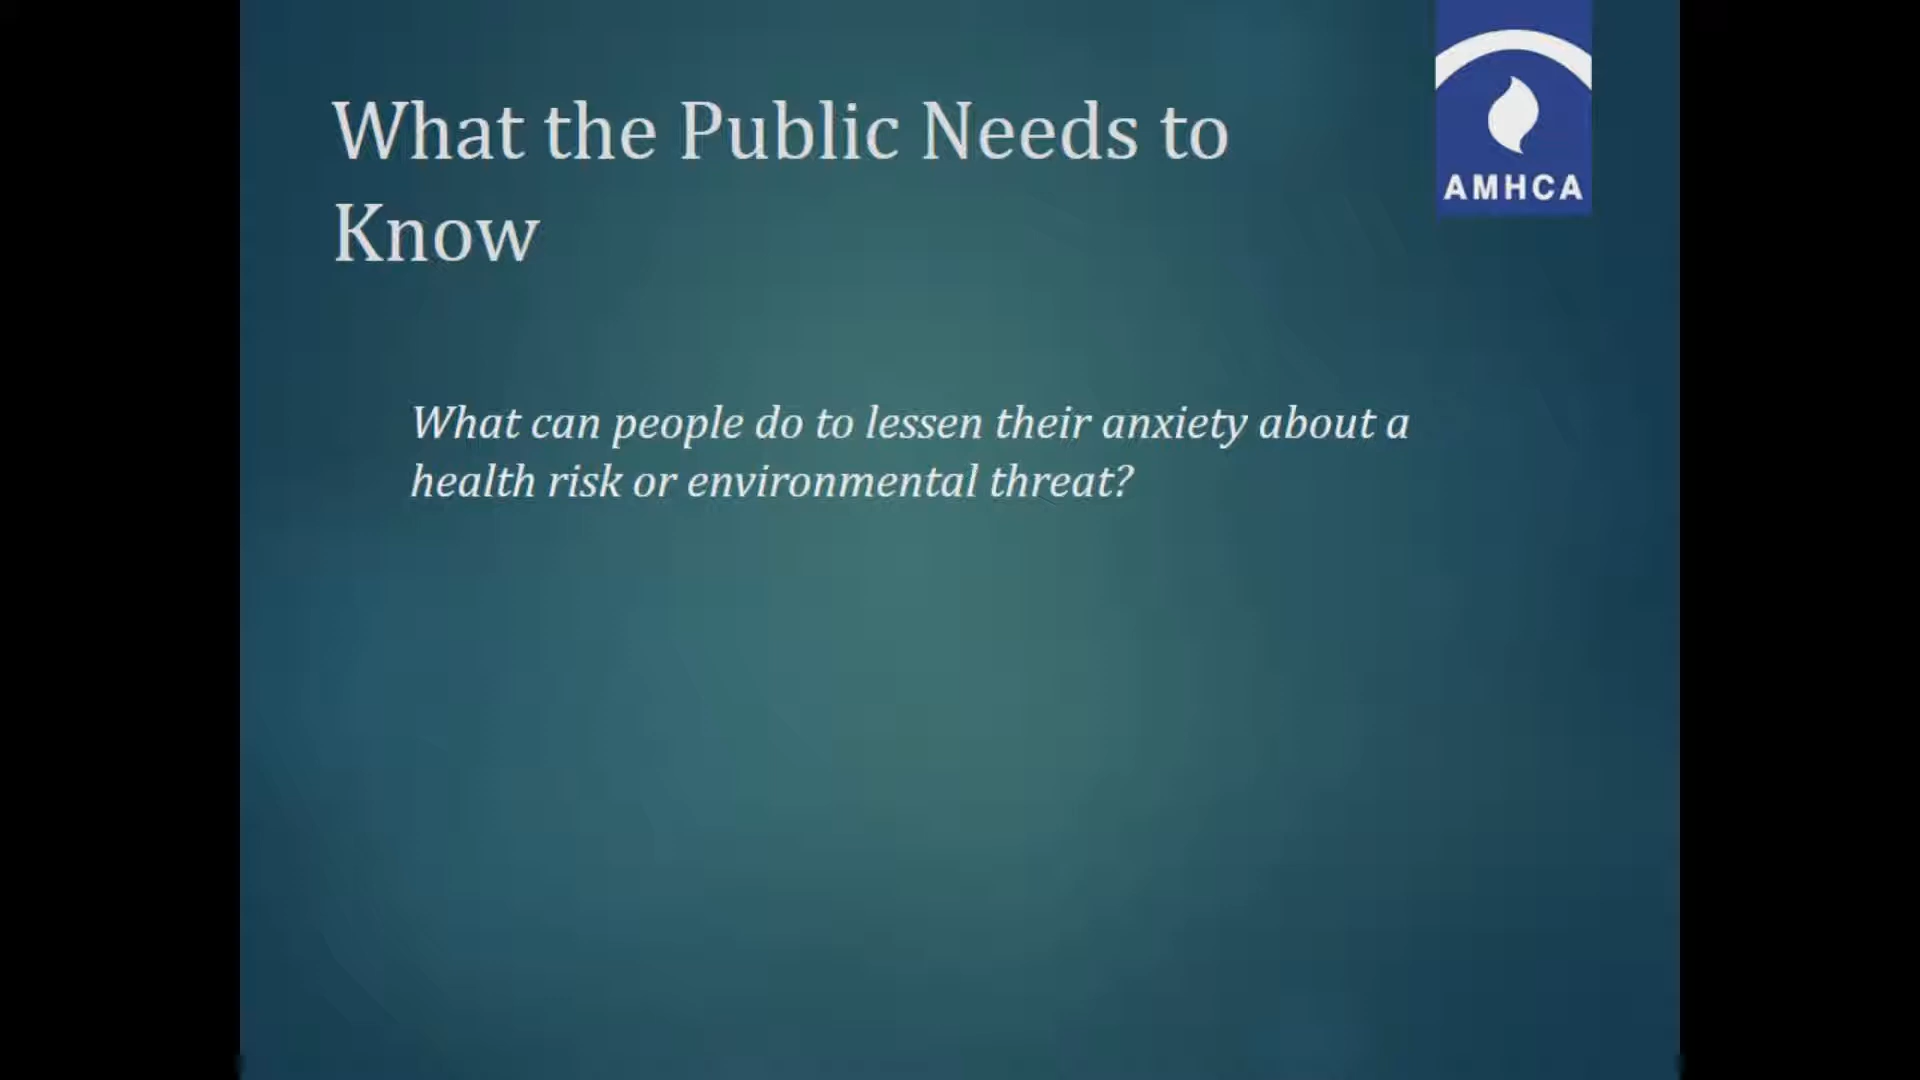 What the Public Needs to
Know
AMHCA
What can people do to lessen their anxiety about a
health risk or environmental threat?